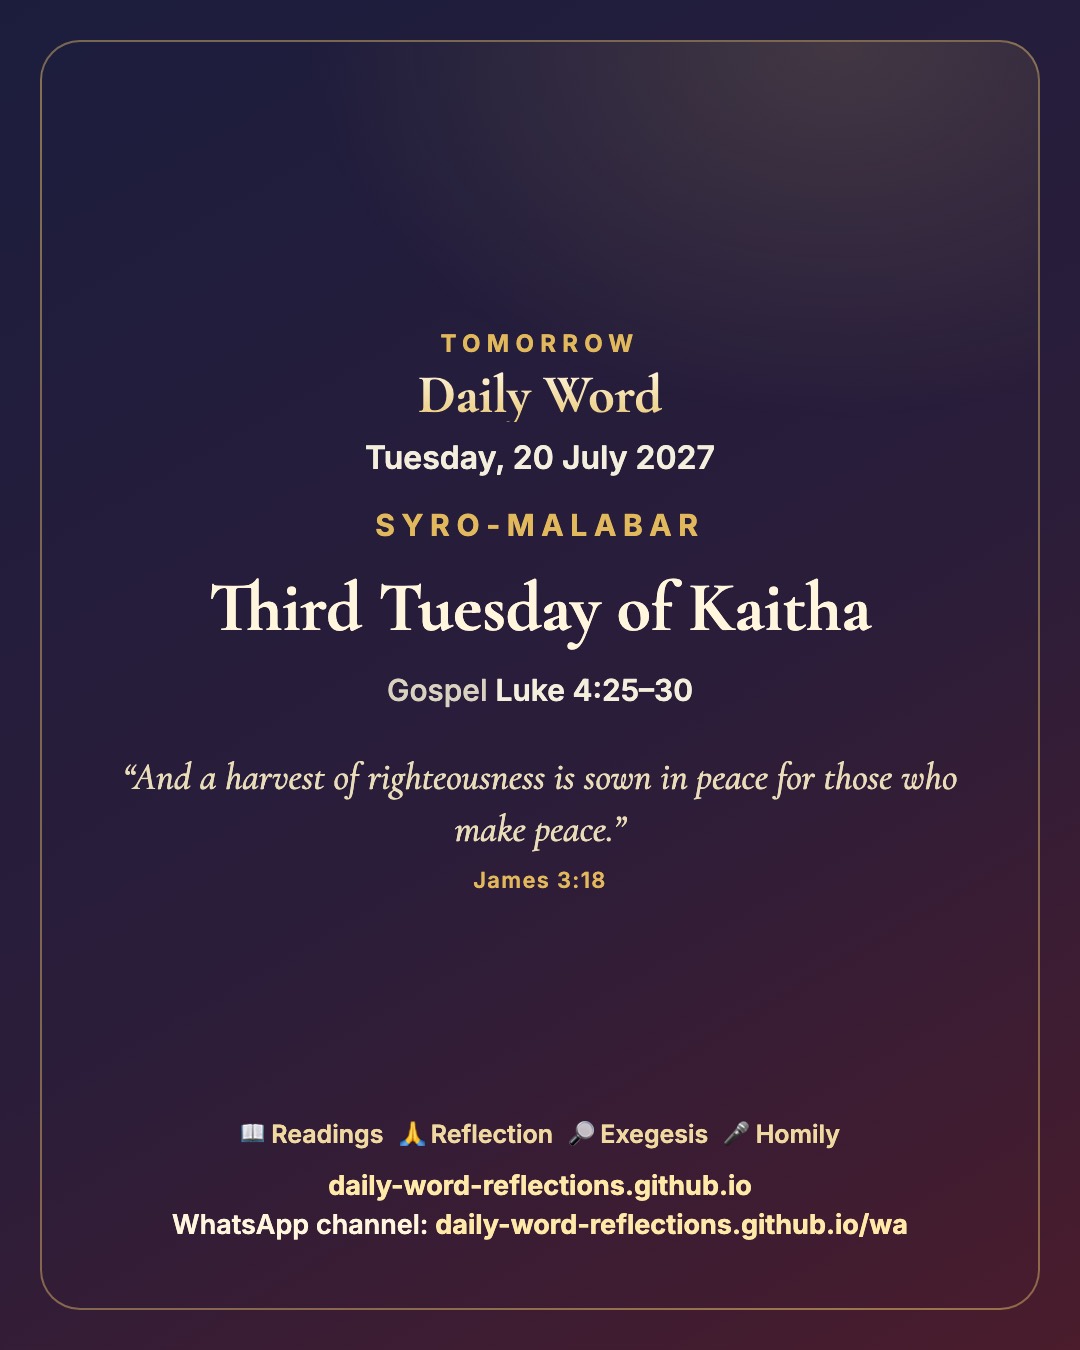 TOMORROW
Daily Word
Tuesday, 20 July 2027
SYRO-MALABAR
Third Tuesday of Kaitha
Gospel Luke 4:25–30
“And a harvest of righteousness is sown in peace for those who
make peace.”
James 3:18
📖 Readings 🙏 Reflection 🔎 Exegesis 🎤 Homily
daily-word-reflections.github.io
WhatsApp channel: daily-word-reflections.github.io/wa